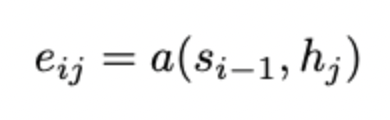 e_{ij} = a(s_{i-1}, h_j)